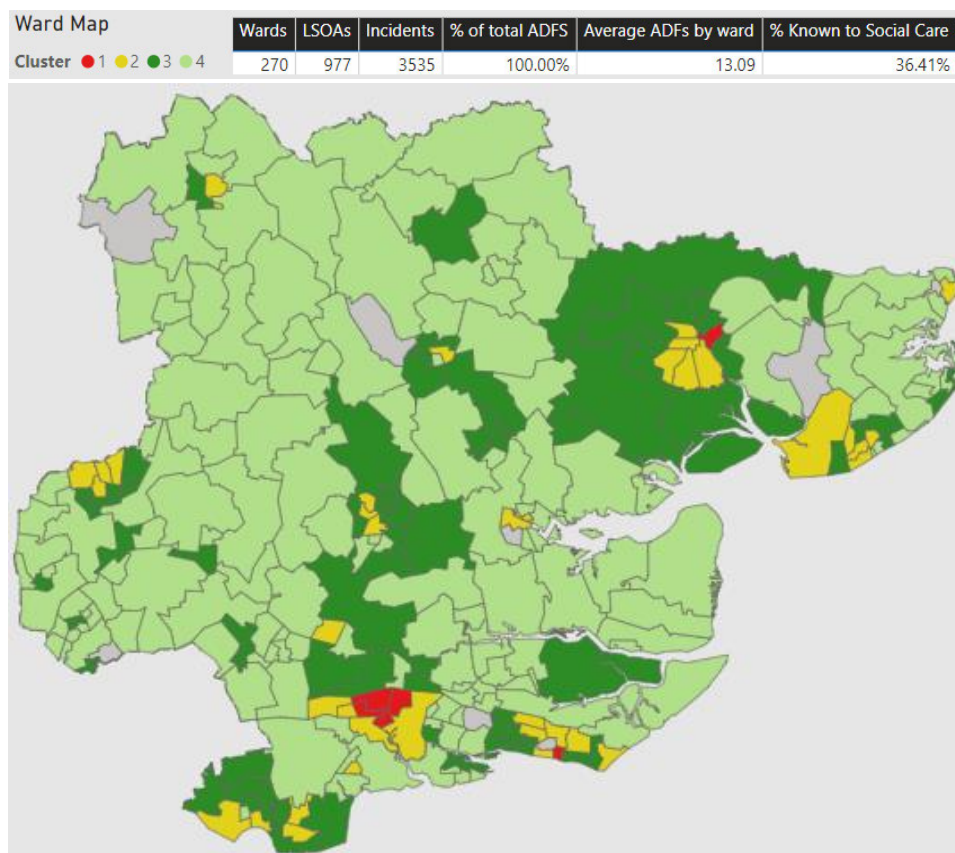 Ward Map
Cluster 1 2 3 4
Wards LSOAs Incidents % of total ADFS Average ADFs by ward % Known to Social Care
270 977 3535 100.00% 13.09 36.41%